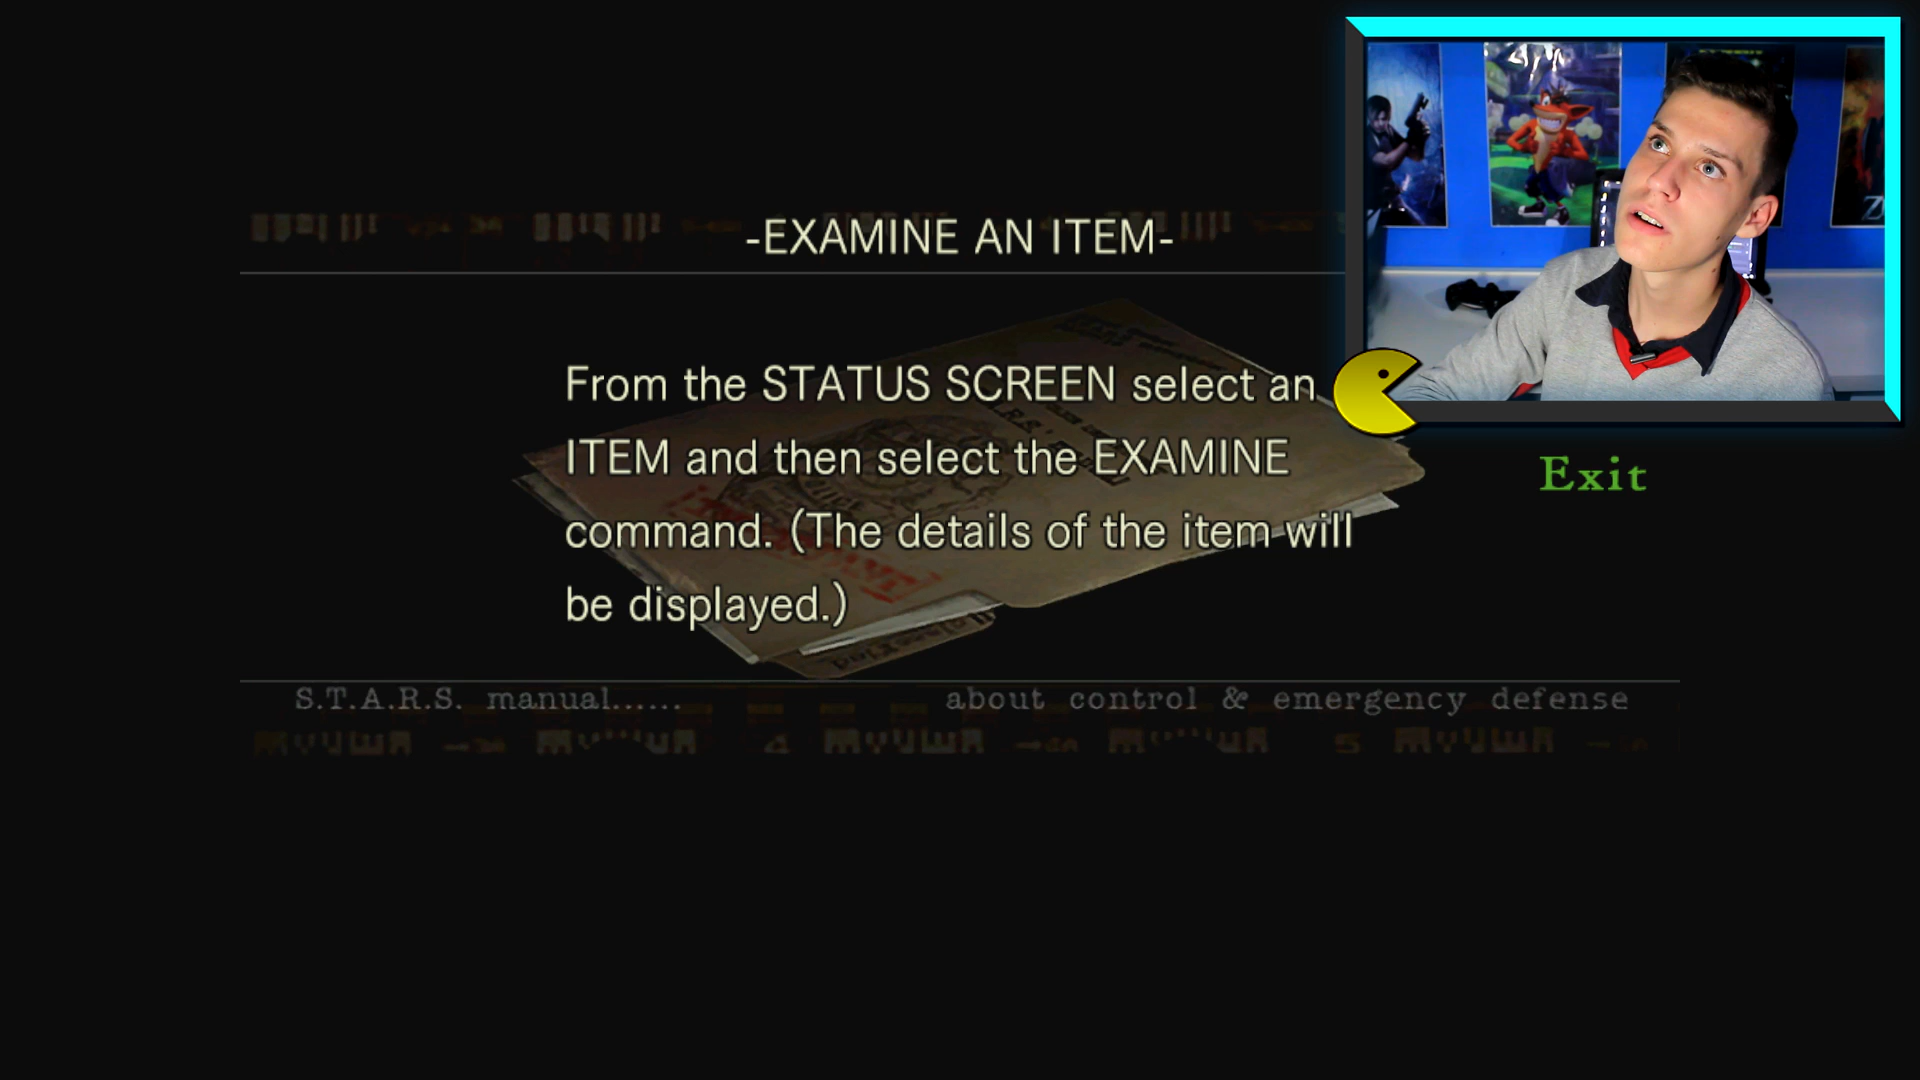 -EXAMINE AN ITEM-
From the STATUS SCREEN select an
ITEM and then select the EXAMINE
command. (The details of the item will
be displayed.)
Exit
S.T.A.R.S. manual...... about control & emergency defense